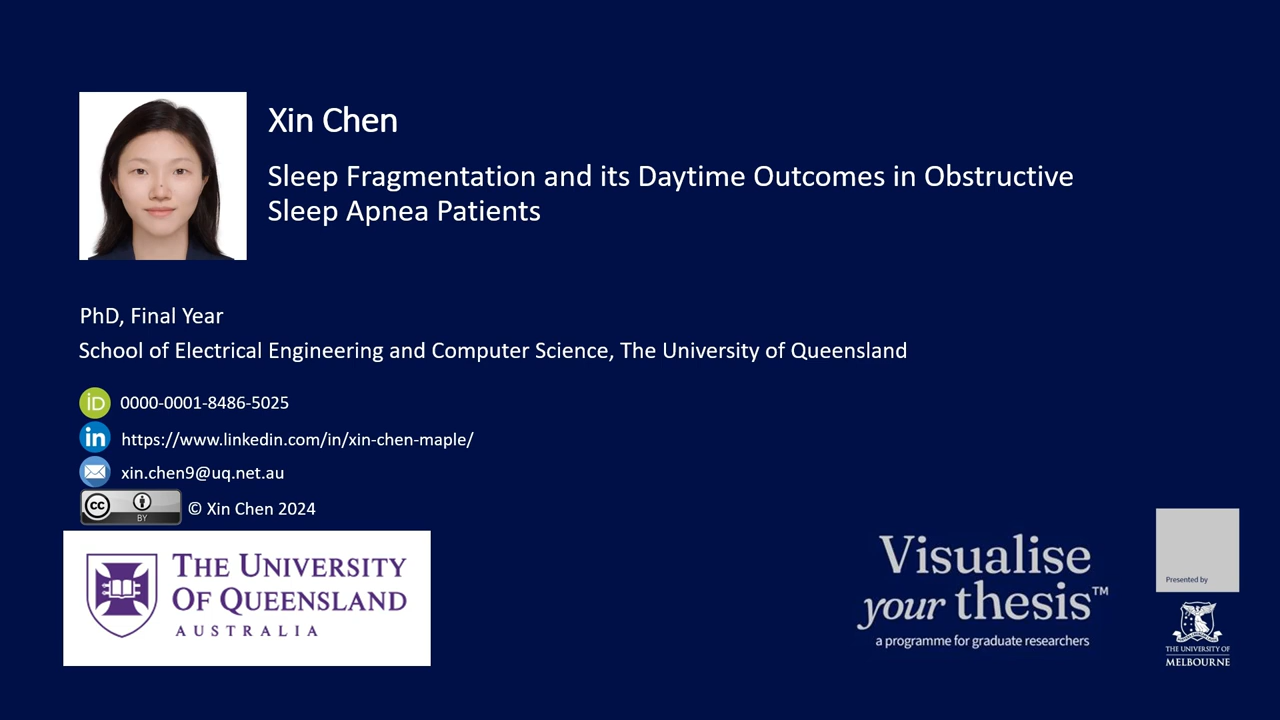 Xin Chen
Sleep Fragmentation and its Daytime Outcomes in Obstructive
Sleep Apnea Patients
PhD, Final Year
School of Electrical Engineering and Computer Science, The University of Queensland
iD 0000-0001-8486-5025
in https://www.linkedin.com/in/xin-chen-maple/
xin.chen9@uq.net.au
cc BY © Xin Chen 2024
THE UNIVERSITY
OF QUEENSLAND
AUSTRALIA
Visualise
your thesis™
a programme for graduate researchers
Presented by
THE UNIVERSITY OF
MELBOURNE